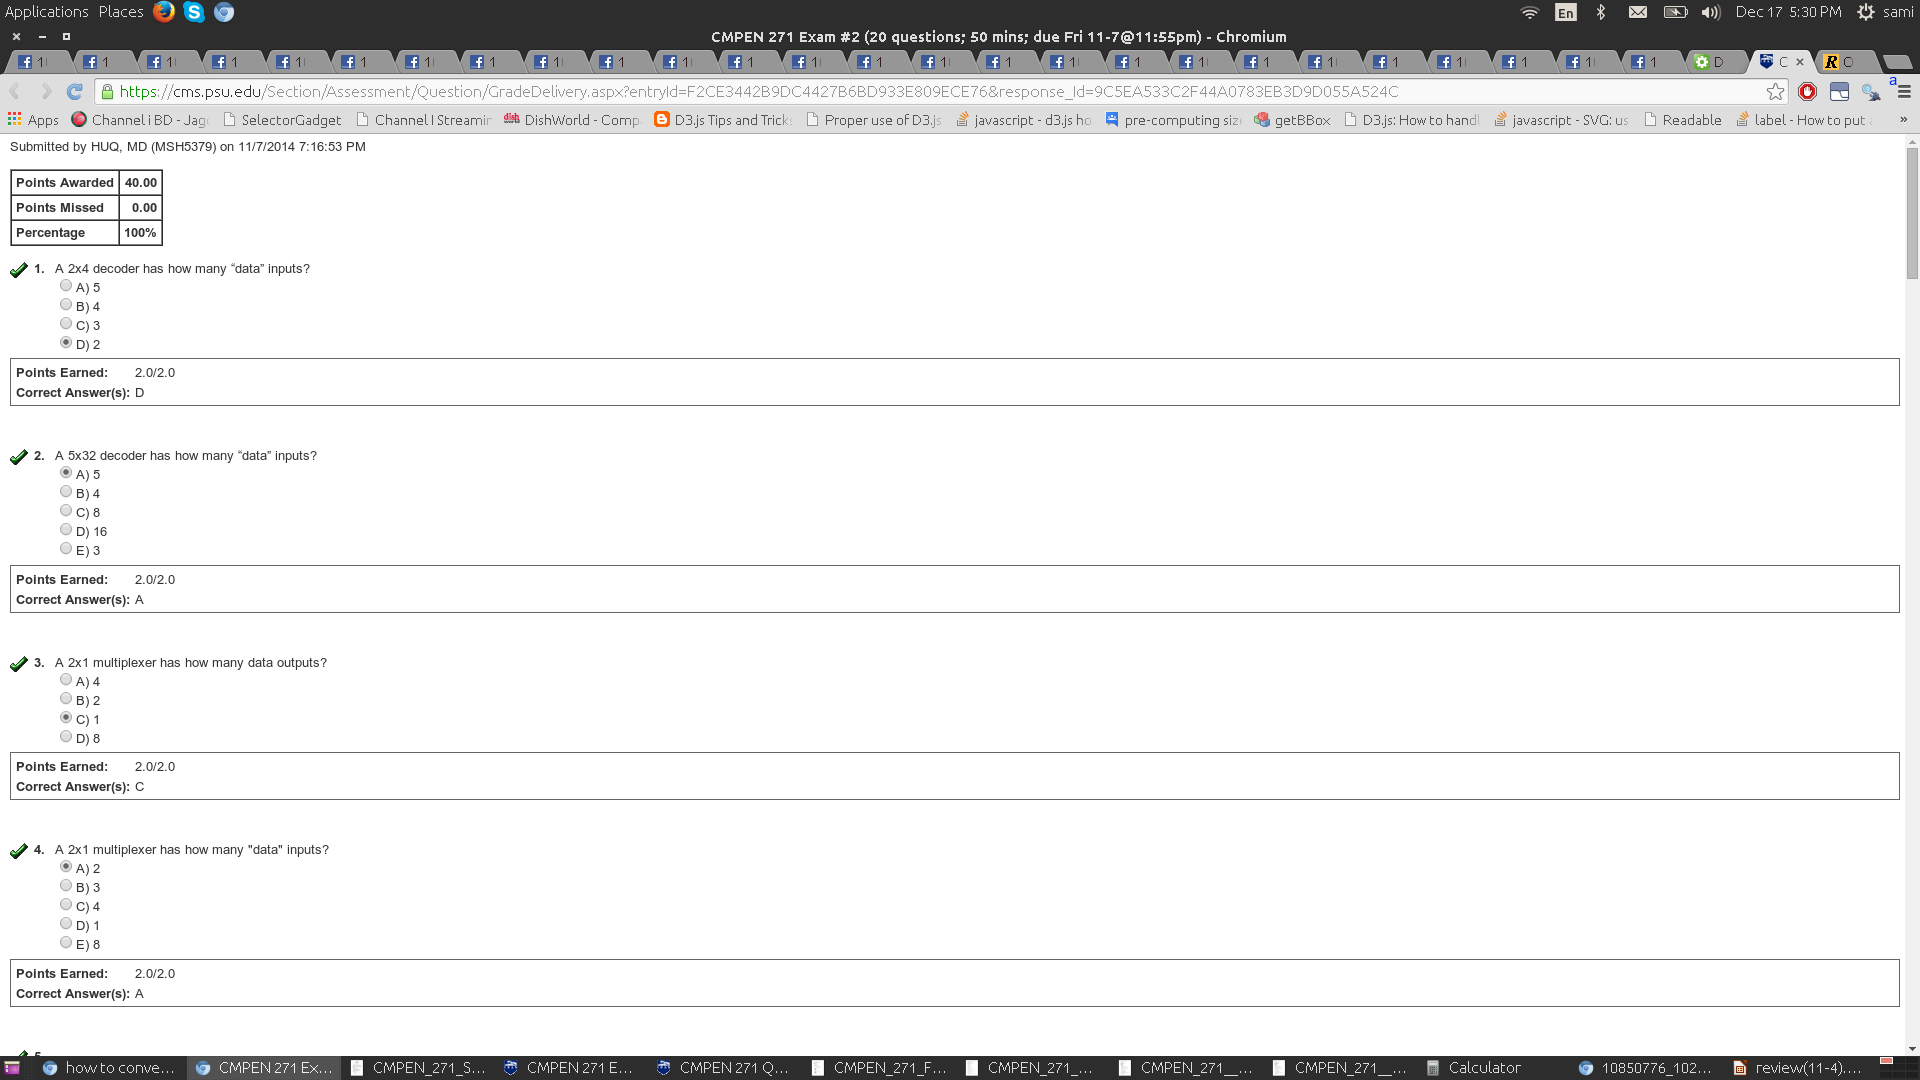 Applications Places En Dec 17 5:30 PM sami
CMPEN 271 Exam #2 (20 questions; 50 mins; due Fri 11-7@11:55pm) - Chromium
https://cms.psu.edu/Section/Assessment/Question/GradeDelivery.aspx?entryId=F2CE3442B9DC4427B6BD933E809ECE76&response_Id=9C5EA533C2F44A0783EB3D9D055A524C
Apps Channel i BD - Jag SelectorGadget Channel I Streamin DishWorld - Comp D3.js Tips and Trick Proper use of D3.js javascript - d3.js ho pre-computing siz getBBox D3.js: How to handl javascript - SVG: us Readable label - How to put »
Submitted by HUQ, MD (MSH5379) on 11/7/2014 7:16:53 PM
Points Awarded 40.00
Points Missed 0.00
Percentage 100%
1. A 2x4 decoder has how many “data” inputs?
A) 5
B) 4
C) 3
D) 2
Points Earned: 2.0/2.0
Correct Answer(s): D
2. A 5x32 decoder has how many “data” inputs?
A) 5
B) 4
C) 8
D) 16
E) 3
Points Earned: 2.0/2.0
Correct Answer(s): A
3. A 2x1 multiplexer has how many data outputs?
A) 4
B) 2
C) 1
D) 8
Points Earned: 2.0/2.0
Correct Answer(s): C
4. A 2x1 multiplexer has how many "data" inputs?
A) 2
B) 3
C) 4
D) 1
E) 8
Points Earned: 2.0/2.0
Correct Answer(s): A
how to conve... CMPEN 271 Ex... CMPEN_271_S... CMPEN 271 E... CMPEN 271 Q... CMPEN_271_F... CMPEN_271_... CMPEN_271__... CMPEN_271__... Calculator 10850776_102... review(11-4)....